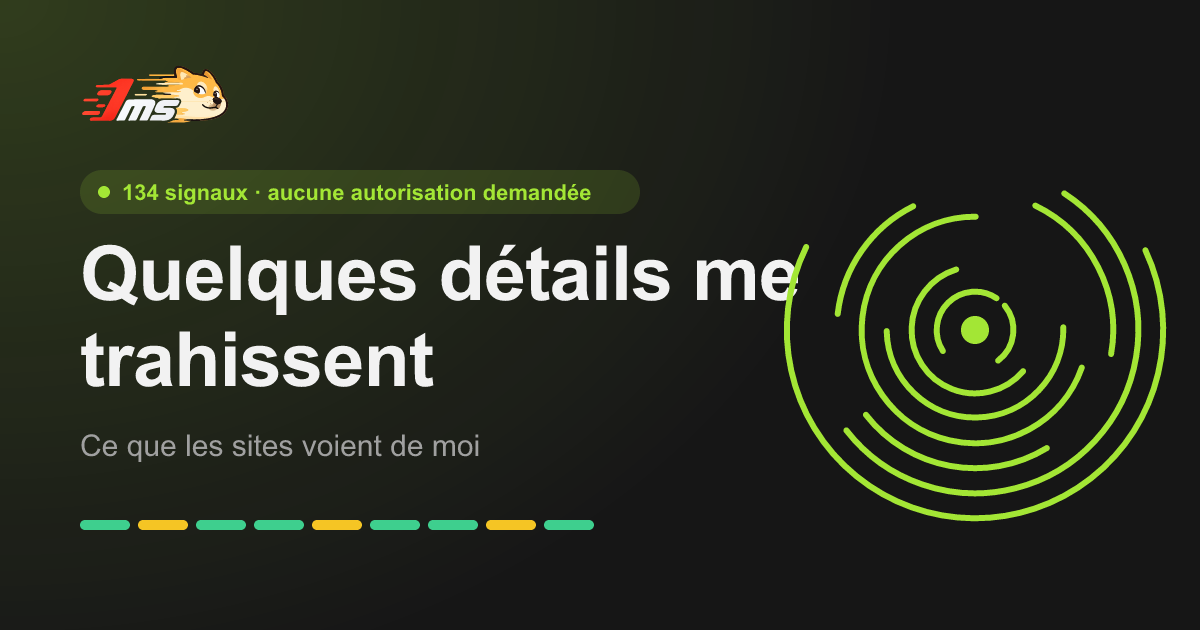 1ms
134 signaux · aucune autorisation demandée
Quelques détails me
trahissent
Ce que les sites voient de moi